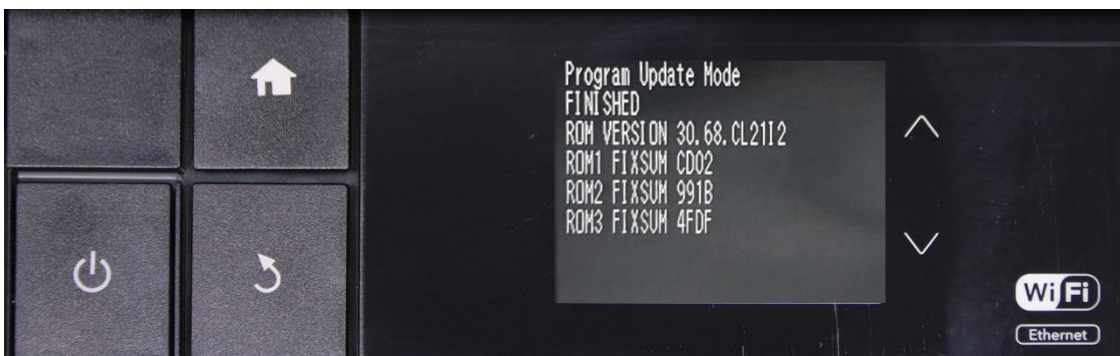 Program Update Mode
FINISHED
ROM VERSION 30.68.CL21I2
ROM1 FIXSUM CD02
ROM2 FIXSUM 991B
ROM3 FIXSUM 4FDF
WiFi
Ethernet